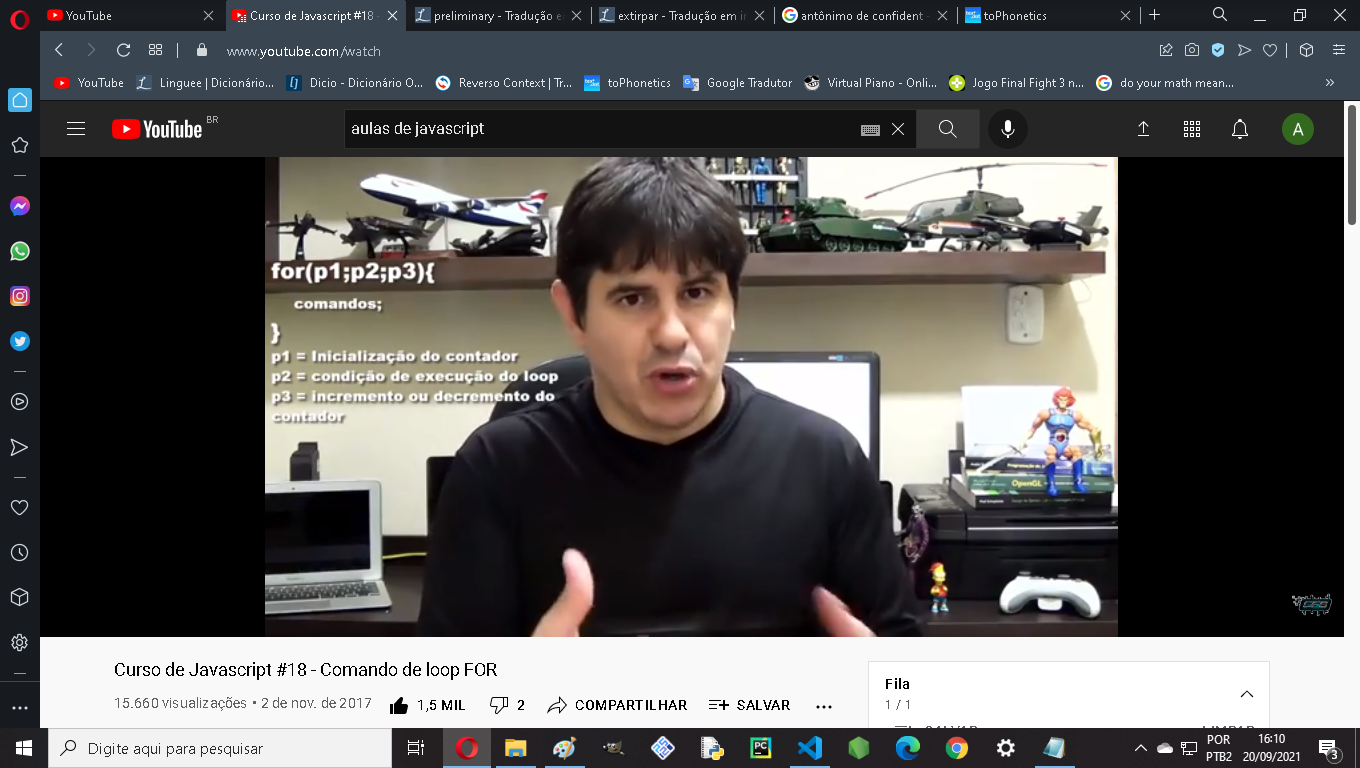 YouTube
Curso de Javascript #18 -
preliminary - Tradução e
extirpar - Tradução em in
antônimo de confident -
toPhonetics
www.youtube.com/watch
YouTube
Linguee | Dicionário...
Dicio - Dicionário O...
Reverso Context | Tr...
toPhonetics
Google Tradutor
Virtual Piano - Onli...
Jogo Final Fight 3 n...
do your math mean...
YouTube BR
aulas de javascript
A
for(p1;p2;p3){
comandos;
}
p1 = Inicialização do contador
p2 = condição de execução do loop
p3 = incremento ou decremento do
contador
OpenGL
CSG
Curso de Javascript #18 - Comando de loop FOR
15.660 visualizações • 2 de nov. de 2017
1,5 MIL
2
COMPARTILHAR
SALVAR
Fila
1 / 1
Digite aqui para pesquisar
PC
POR
PTB2
16:10
20/09/2021
3